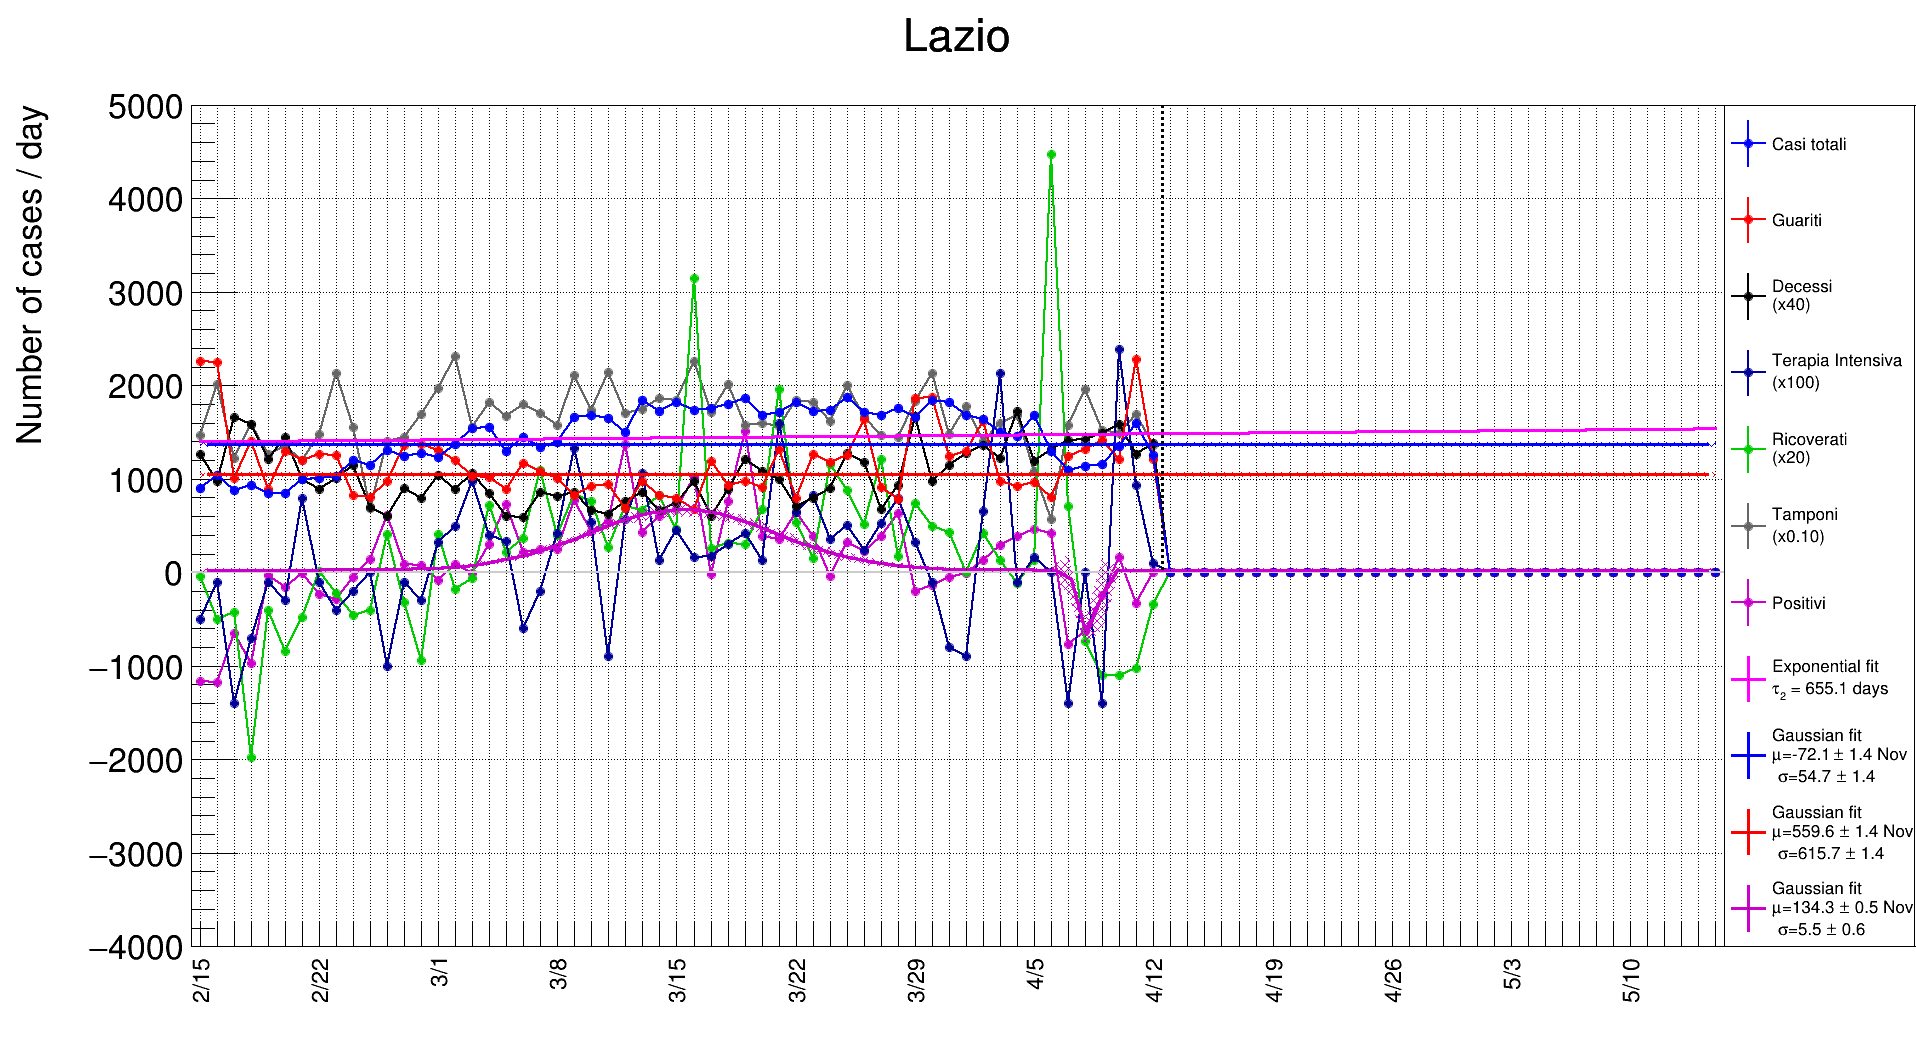 Lazio
Number of cases / day
5000
4000
3000
2000
1000
0
−1000
−2000
−3000
−4000
2/15
2/22
3/1
3/8
3/15
3/22
3/29
4/5
4/12
4/19
4/26
5/3
5/10
Casi totali
Guariti
Decessi
(x40)
Terapia Intensiva
(x100)
Ricoverati
(x20)
Tamponi
(x0.10)
Positivi
Exponential fit
τ2 = 655.1 days
Gaussian fit
μ=-72.1 ± 1.4 Nov
σ=54.7 ± 1.4
Gaussian fit
μ=559.6 ± 1.4 Nov
σ=615.7 ± 1.4
Gaussian fit
μ=134.3 ± 0.5 Nov
σ=5.5 ± 0.6